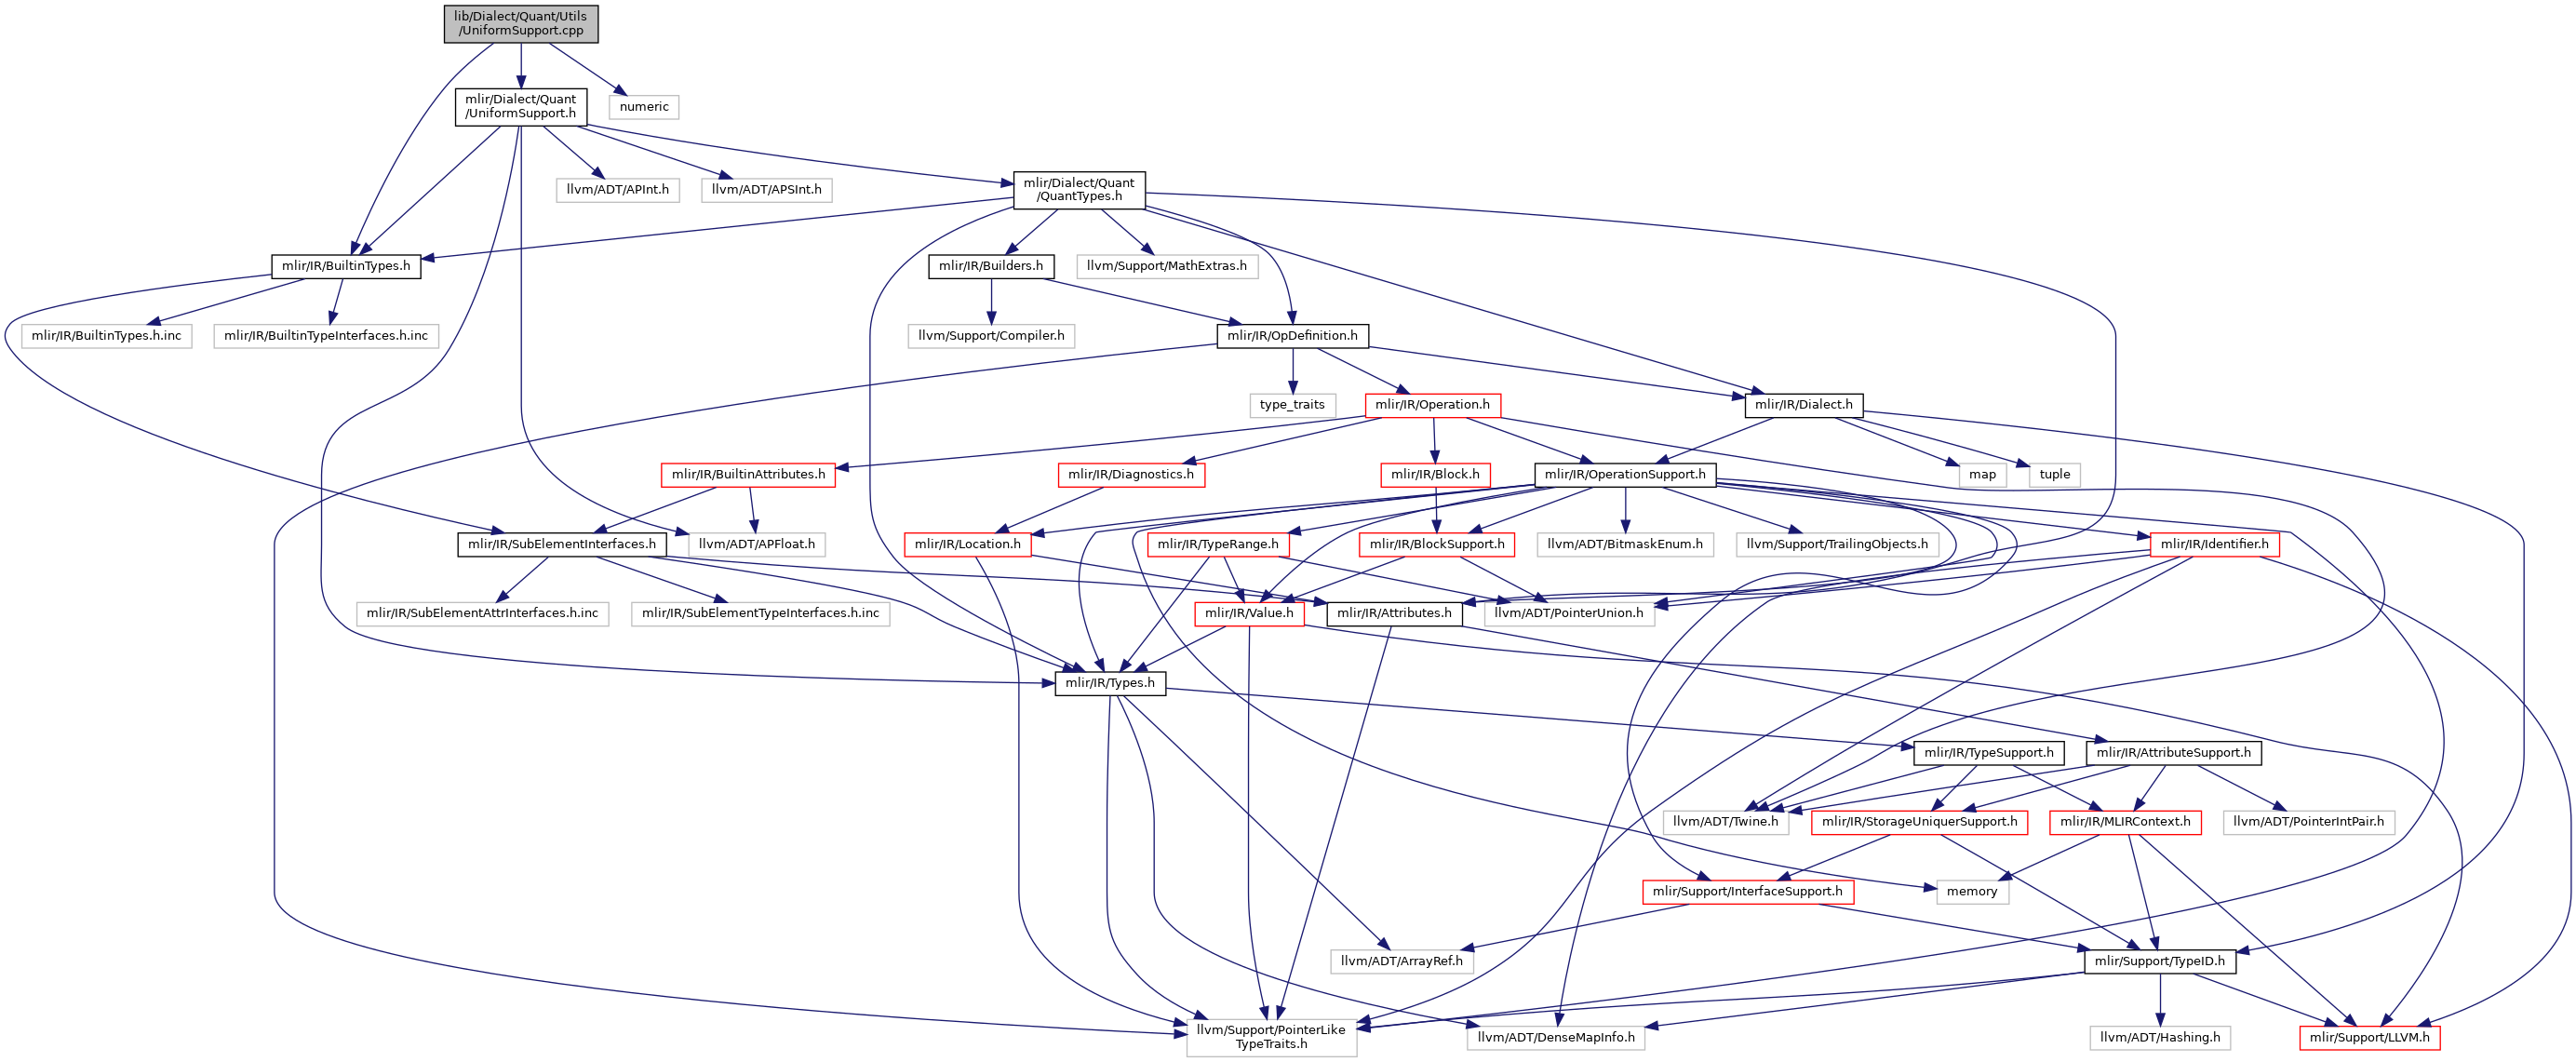 lib/Dialect/Quant/Utils
/UniformSupport.cpp
mlir/Dialect/Quant
/UniformSupport.h
numeric
llvm/ADT/APInt.h
llvm/ADT/APSInt.h
mlir/Dialect/Quant
/QuantTypes.h
mlir/IR/BuiltinTypes.h
mlir/IR/Builders.h
llvm/Support/MathExtras.h
mlir/IR/BuiltinTypes.h.inc
mlir/IR/BuiltinTypeInterfaces.h.inc
llvm/Support/Compiler.h
mlir/IR/OpDefinition.h
type_traits
mlir/IR/Operation.h
mlir/IR/Dialect.h
mlir/IR/BuiltinAttributes.h
mlir/IR/Diagnostics.h
mlir/IR/Block.h
mlir/IR/OperationSupport.h
map
tuple
mlir/IR/SubElementInterfaces.h
llvm/ADT/APFloat.h
mlir/IR/Location.h
mlir/IR/TypeRange.h
mlir/IR/BlockSupport.h
llvm/ADT/BitmaskEnum.h
llvm/Support/TrailingObjects.h
mlir/IR/Identifier.h
mlir/IR/SubElementAttrInterfaces.h.inc
mlir/IR/SubElementTypeInterfaces.h.inc
mlir/IR/Value.h
mlir/IR/Attributes.h
llvm/ADT/PointerUnion.h
mlir/IR/Types.h
mlir/IR/TypeSupport.h
mlir/IR/AttributeSupport.h
llvm/ADT/Twine.h
mlir/IR/StorageUniquerSupport.h
mlir/IR/MLIRContext.h
llvm/ADT/PointerIntPair.h
mlir/Support/InterfaceSupport.h
memory
llvm/ADT/ArrayRef.h
mlir/Support/TypeID.h
llvm/Support/PointerLike
TypeTraits.h
llvm/ADT/DenseMapInfo.h
llvm/ADT/Hashing.h
mlir/Support/LLVM.h